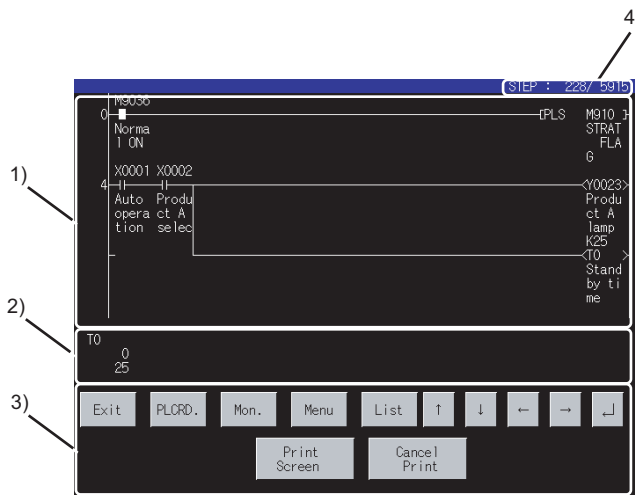 4
STEP : 228/ 5915
M9036
0 [PLS M910 ]
Norma STRAT
l ON FLA
G
1)
X0001 X0002
4 <Y0023>
Auto Produ Produ
opera ct A ct A
tion selec lamp
K25
<T0 >
Stand
by ti
me
2)
T0
0
25
3)
Exit PLCRD. Mon. Menu List ↑ ↓ ← → ↵
Print Cancel
Screen Print